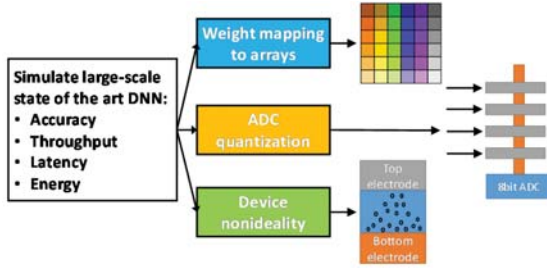 Simulate large-scale
state of the art DNN:
• Accuracy
• Throughput
• Latency
• Energy
Weight mapping
to arrays
ADC
quantization
Device
nonideality
Top
electrode
Bottom
electrode
8bit ADC